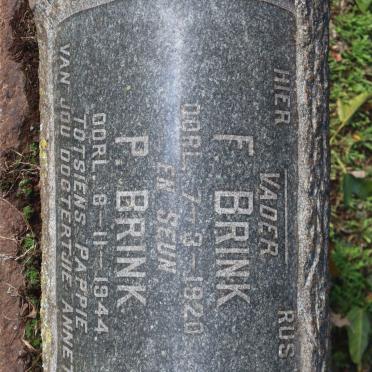 HIER RUS
VADER
F. BRINK
OORL. 7-3-1920
EN SEUN
P. BRINK
OORL. 8-11-1944.
TOTSIENS PAPPIE
VAN JOU DOGTERTJIE